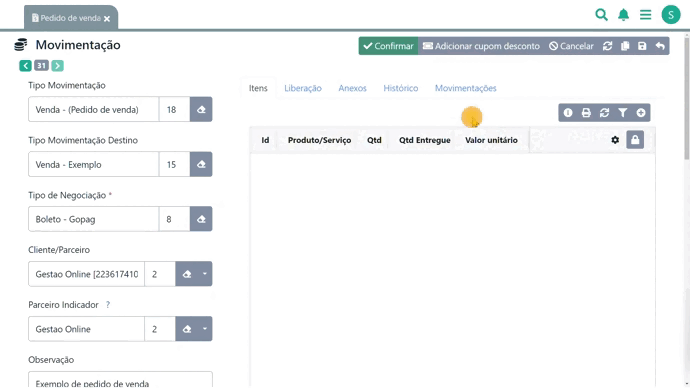 Pedido de venda
S
Movimentação
Confirmar
Adicionar cupom desconto
Cancelar
31
Tipo Movimentação
Venda - (Pedido de venda)
18
Tipo Movimentação Destino
Venda - Exemplo
15
Tipo de Negociação *
Boleto - Gopag
8
Cliente/Parceiro
Gestao Online [223617410
2
Parceiro Indicador ?
Gestao Online
2
Observação
Exemplo de pedido de venda
Itens
Liberação
Anexos
Histórico
Movimentações
Id
Produto/Serviço
Qtd
Qtd Entregue
Valor unitário